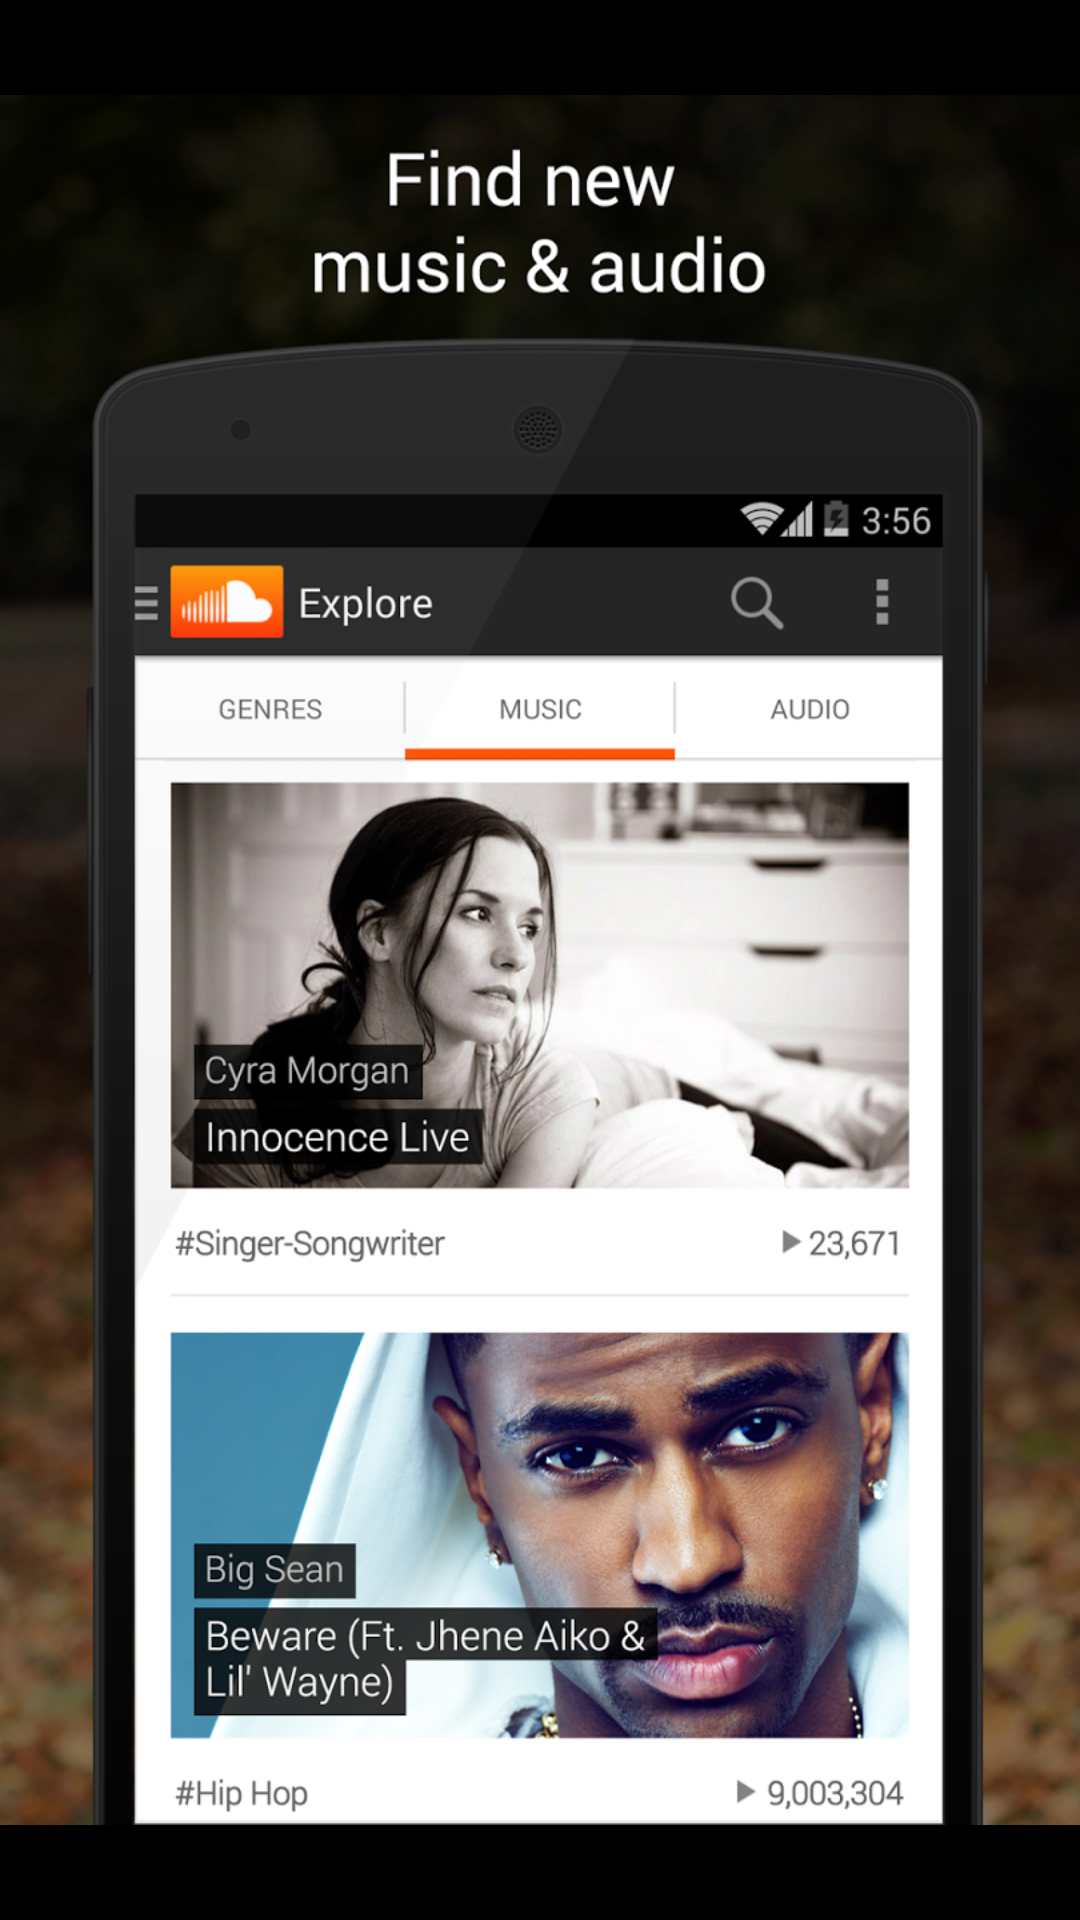 Find new
music & audio
3:56
Explore
GENRES
MUSIC
AUDIO
Cyra Morgan
Innocence Live
#Singer-Songwriter
23,671
Big Sean
Beware (Ft. Jhene Aiko &
Lil' Wayne)
#Hip Hop
9,003,304